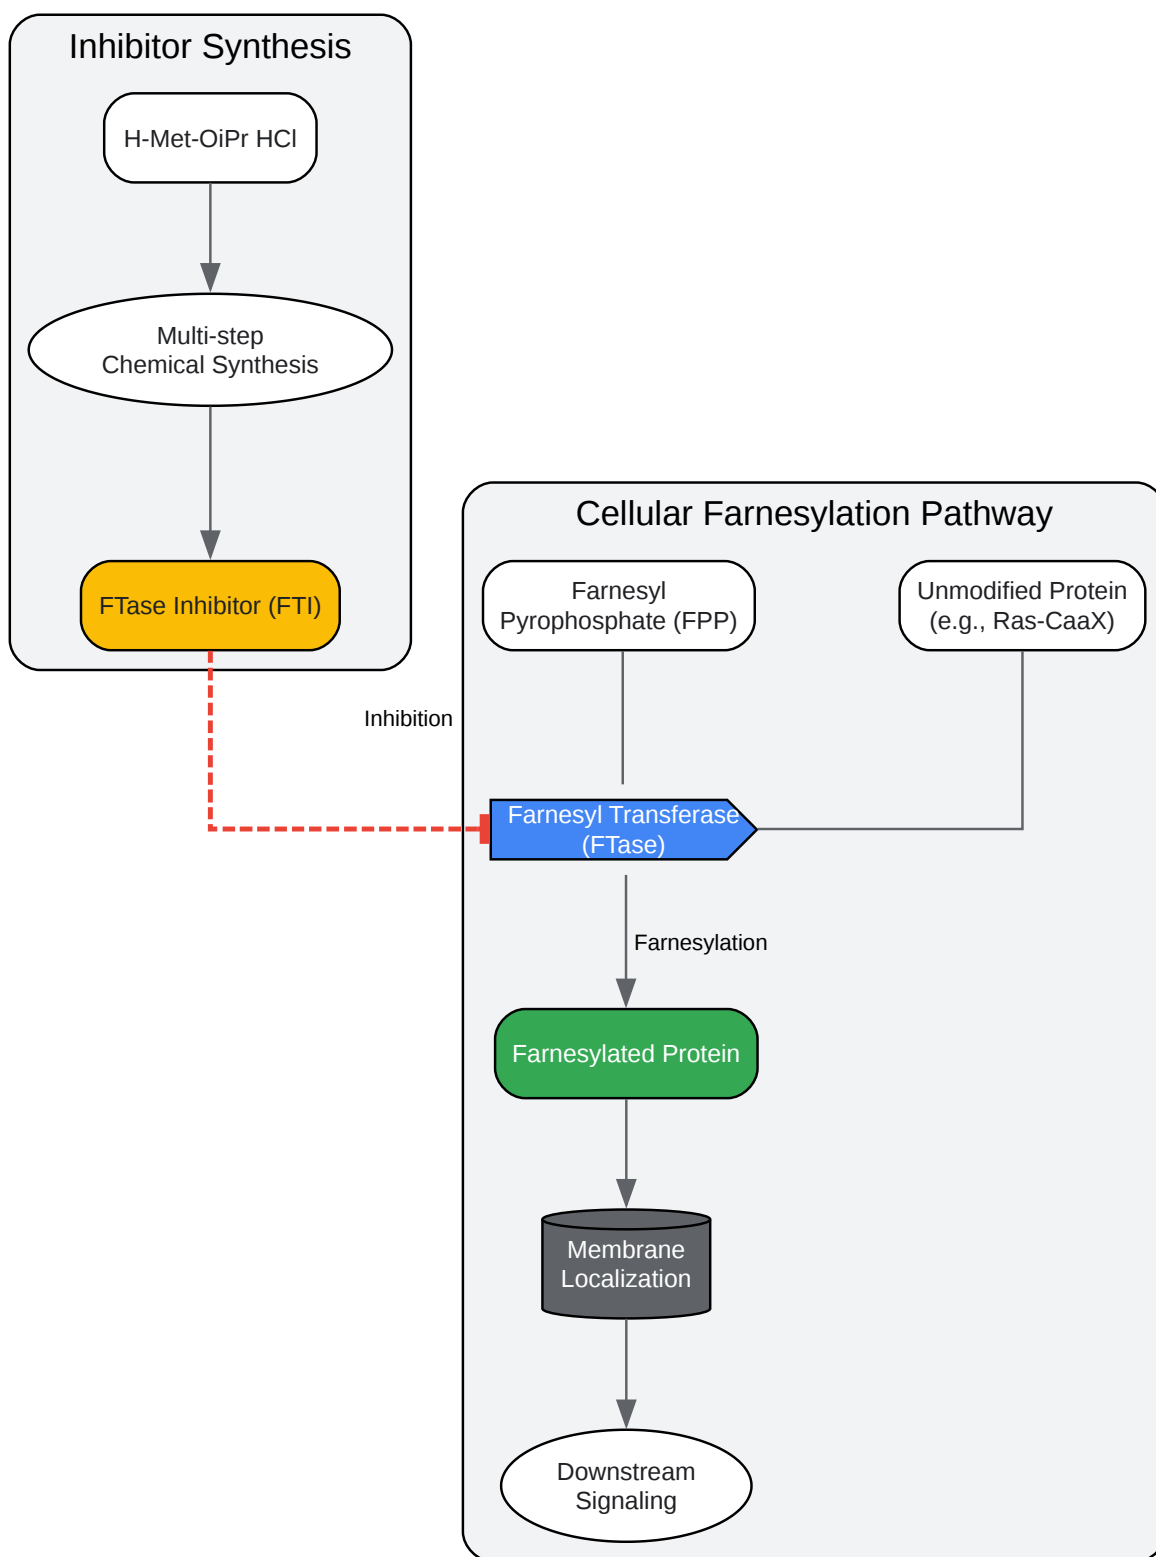 Inhibitor Synthesis
H-Met-OiPr HCl
Multi-step
Chemical Synthesis
FTase Inhibitor (FTI)
Inhibition
Cellular Farnesylation Pathway
Farnesyl
Pyrophosphate (FPP)
Unmodified Protein
(e.g., Ras-CaaX)
Farnesyl Transferase
(FTase)
Farnesylation
Farnesylated Protein
Membrane
Localization
Downstream
Signaling